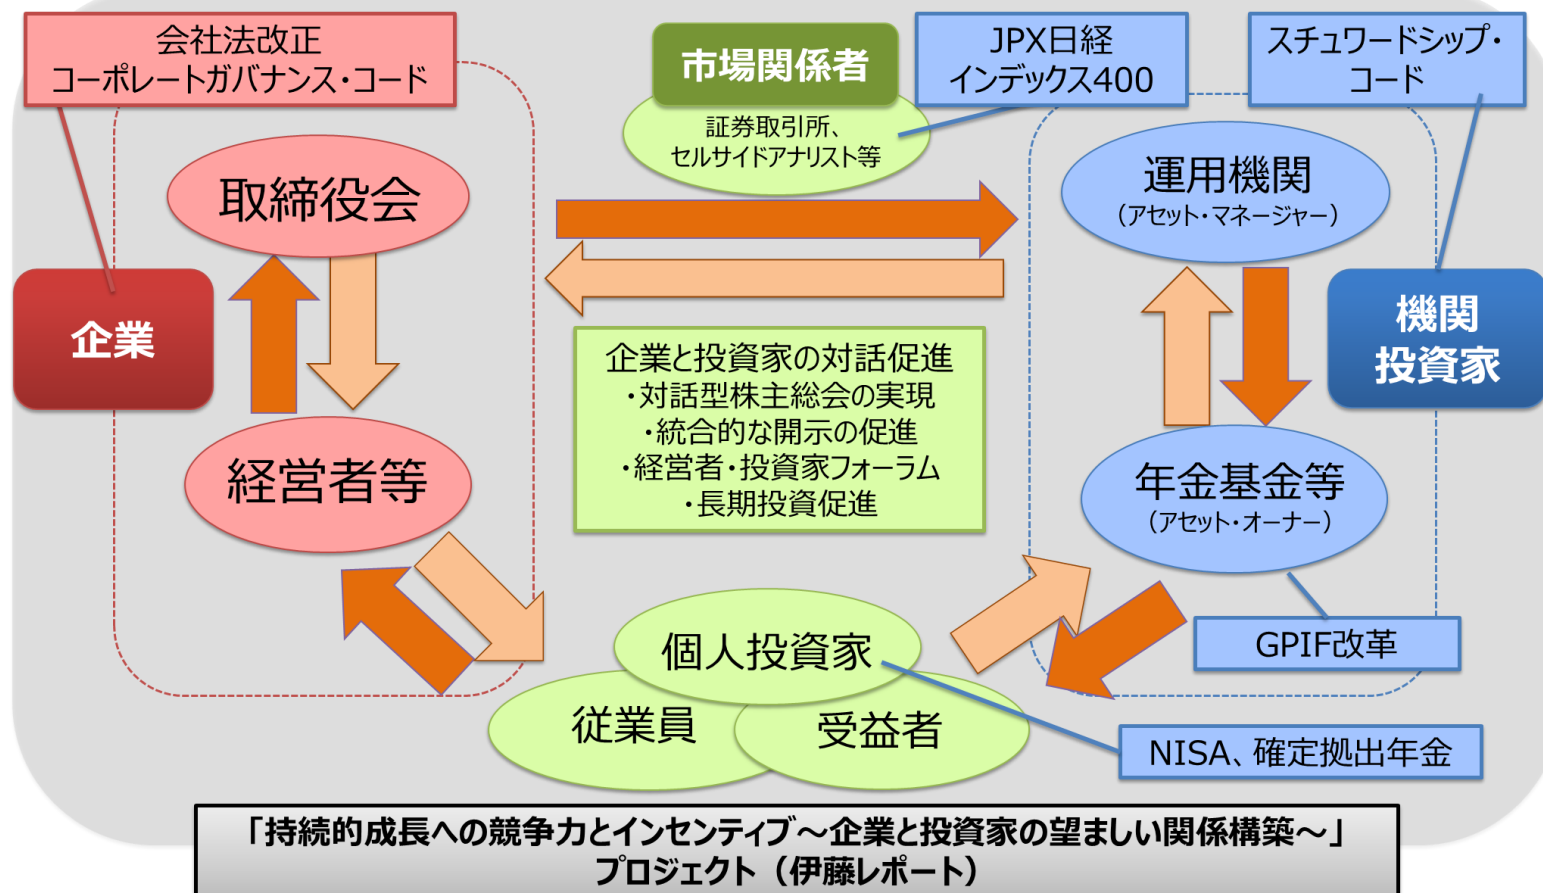 会社法改正
コーポレートガバナンス・コード
市場関係者
証券取引所、
セルサイドアナリスト等
JPX日経
インデックス400
スチュワードシップ・
コード
取締役会
運用機関
（アセット・マネージャー）
企業
機関
投資家
企業と投資家の対話促進
・対話型株主総会の実現
・統合的な開示の促進
・経営者・投資家フォーラム
・長期投資促進
経営者等
年金基金等
（アセット・オーナー）
GPIF改革
個人投資家
従業員
受益者
NISA、確定拠出年金
「持続的成長への競争力とインセンティブ～企業と投資家の望ましい関係構築～」
プロジェクト（伊藤レポート）